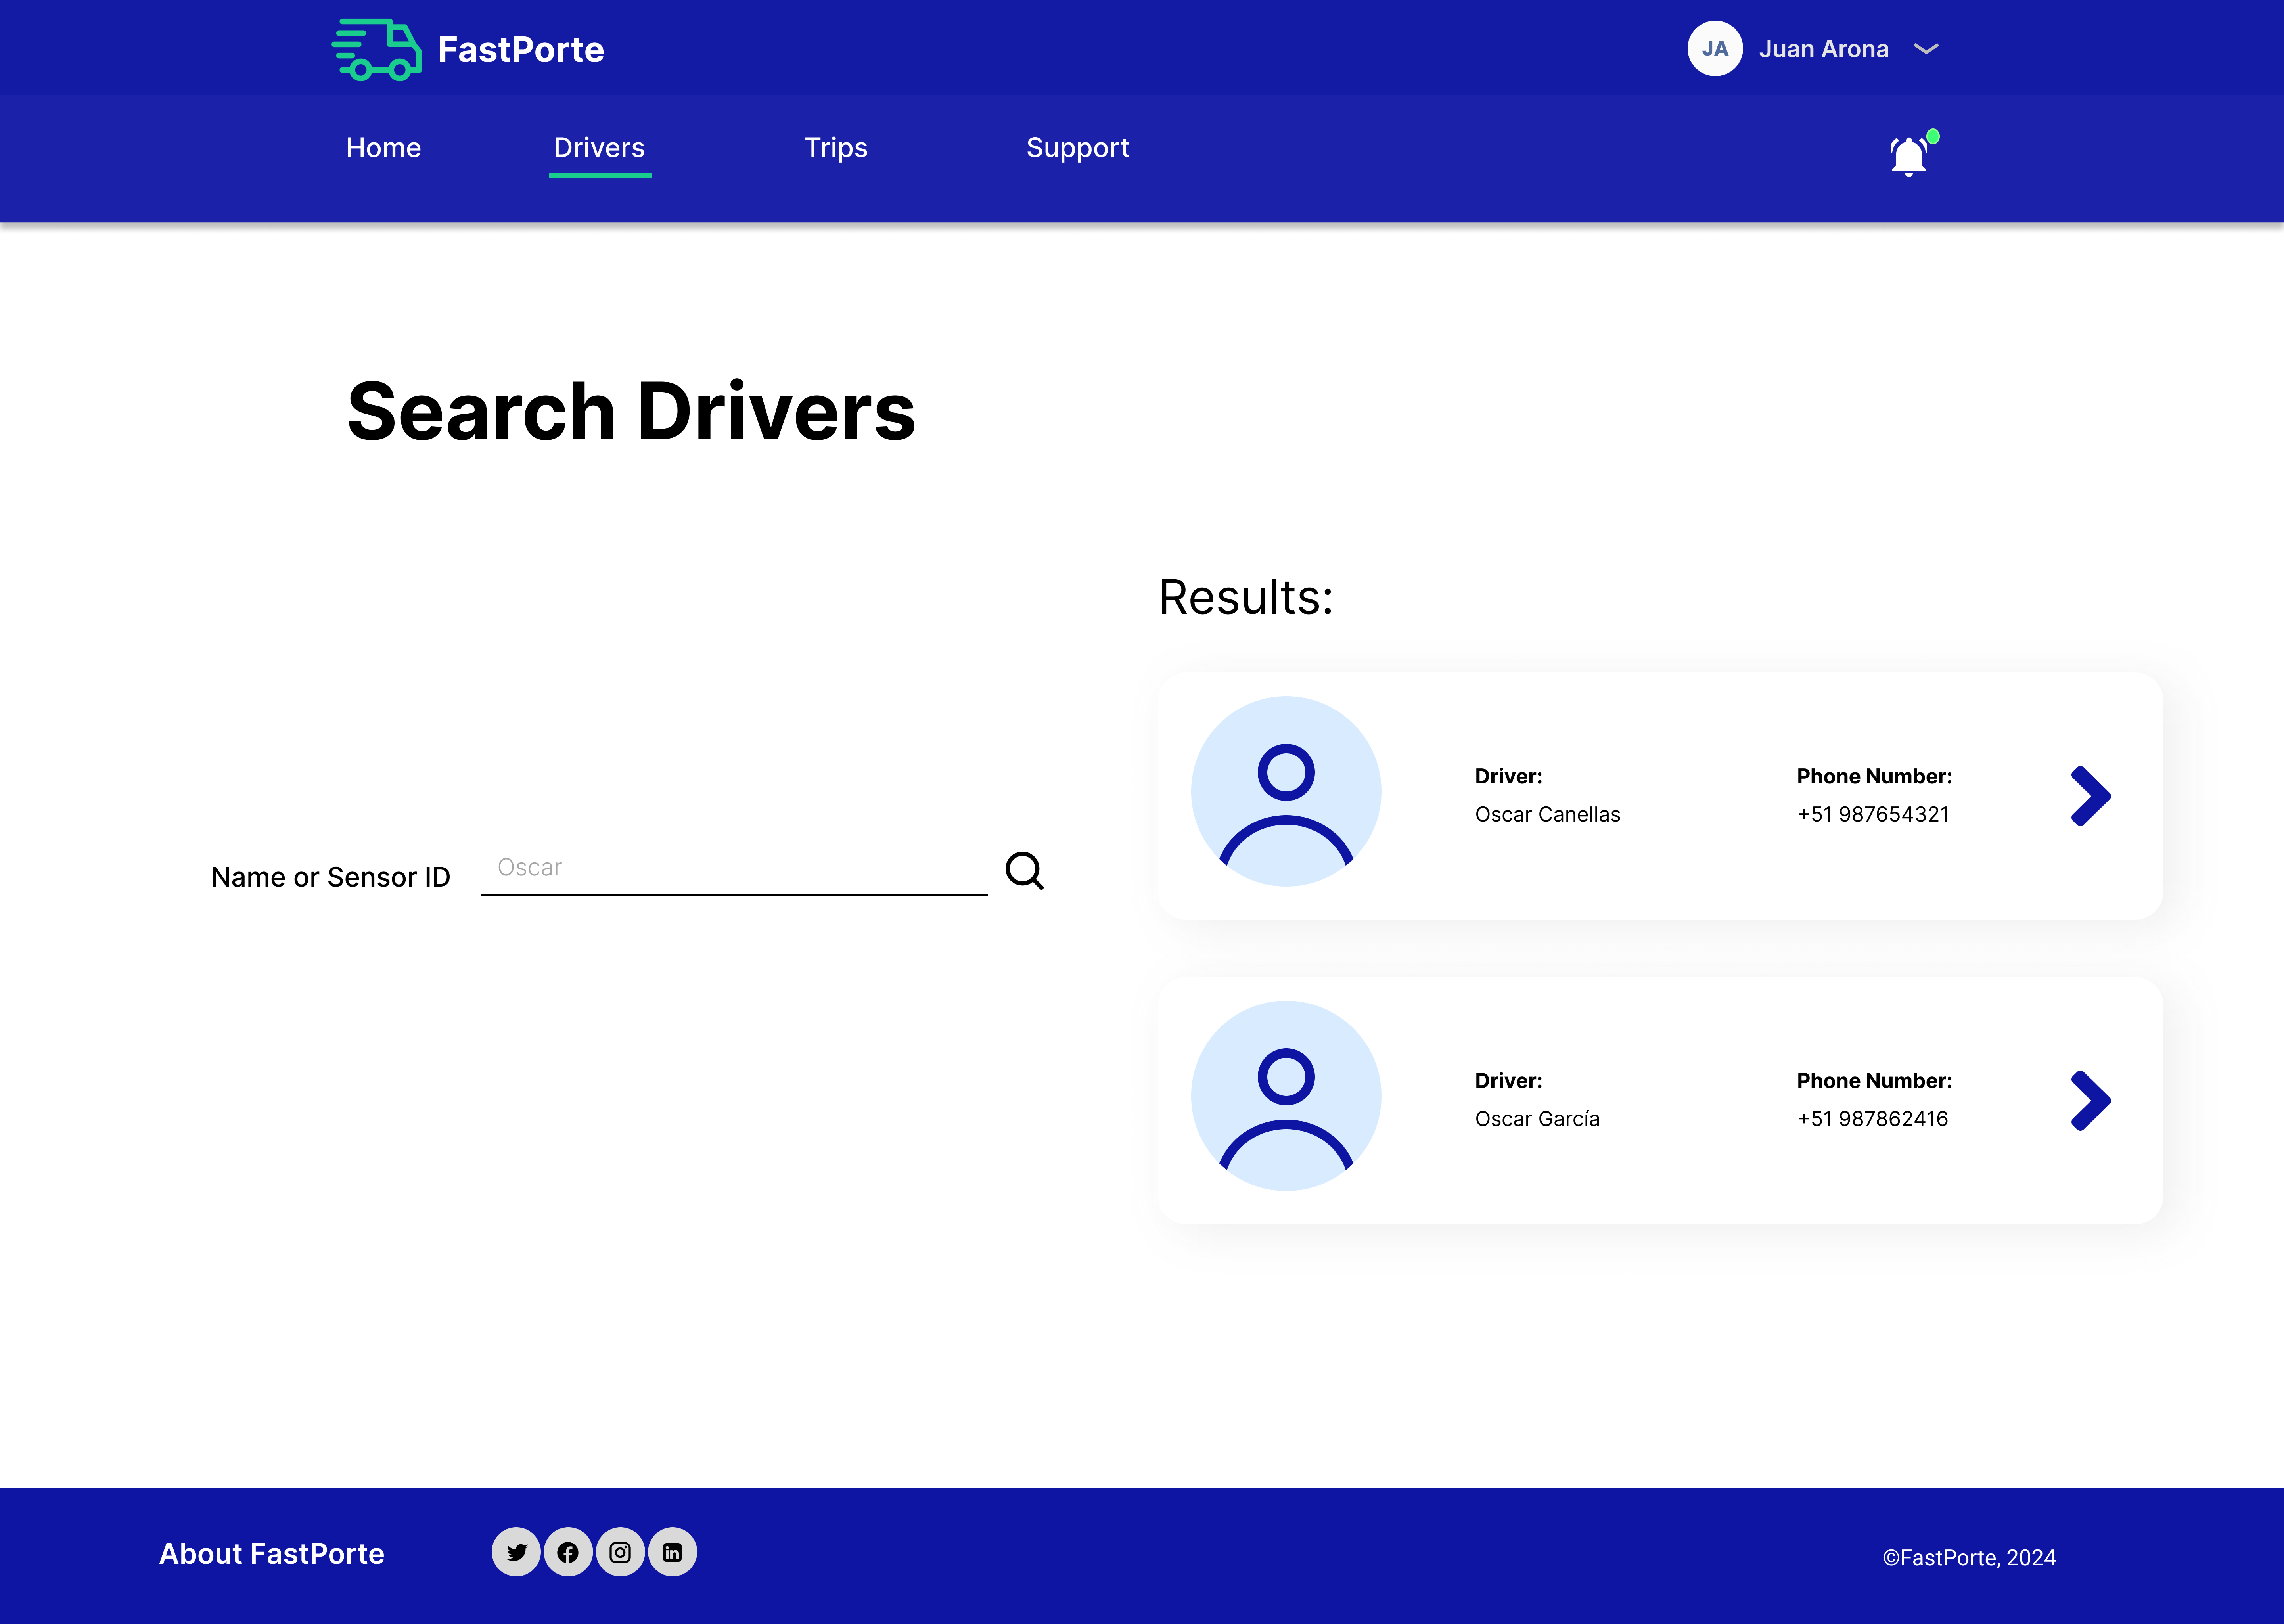 FastPorte
JA Juan Arona
Home Drivers Trips Support
Search Drivers
Results:
Name or Sensor ID Oscar
Driver: Phone Number:
Oscar Canellas +51 987654321
Driver: Phone Number:
Oscar García +51 987862416
About FastPorte
©FastPorte, 2024